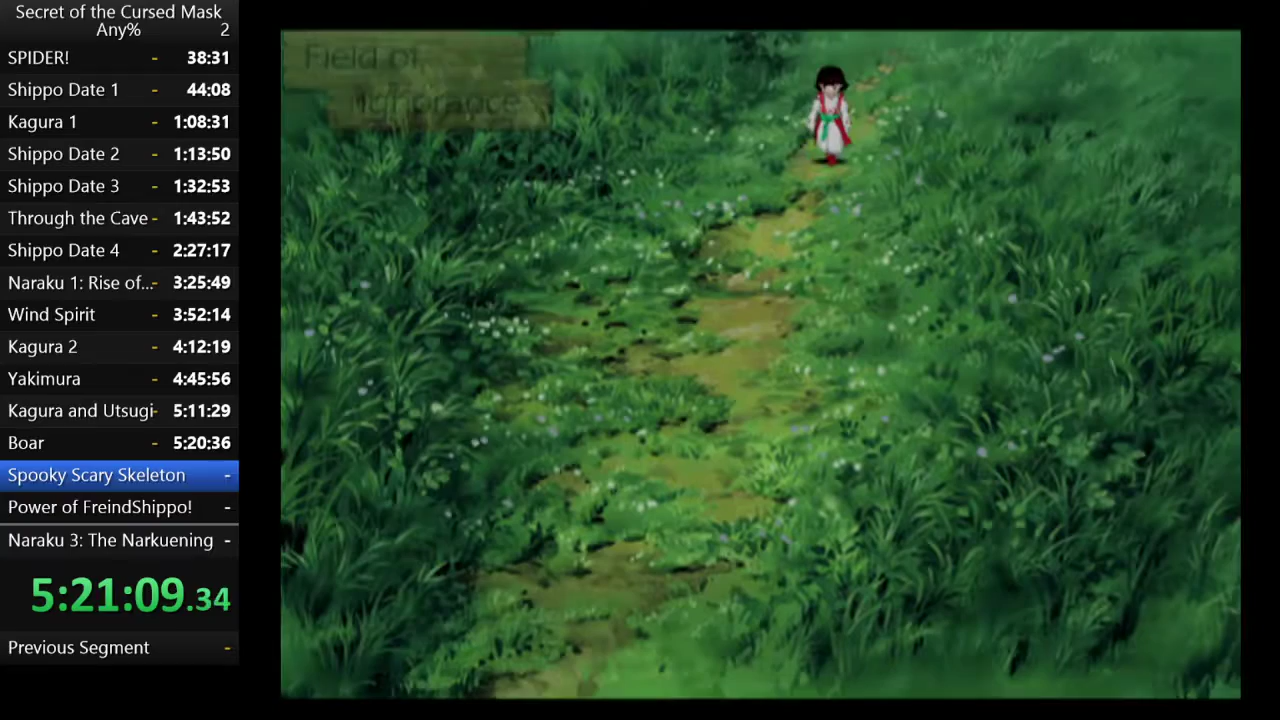 Secret of the Cursed Mask
Any% 2
SPIDER! - 38:31
Shippo Date 1 - 44:08
Kagura 1 - 1:08:31
Shippo Date 2 - 1:13:50
Shippo Date 3 - 1:32:53
Through the Cave - 1:43:52
Shippo Date 4 - 2:27:17
Naraku 1: Rise of... - 3:25:49
Wind Spirit - 3:52:14
Kagura 2 - 4:12:19
Yakimura - 4:45:56
Kagura and Utsugi - 5:11:29
Boar - 5:20:36
Spooky Scary Skeleton -
Power of FreindShippo! -
Naraku 3: The Narkuening -
5:21:09.34
Previous Segment -
Field of
Ignorance